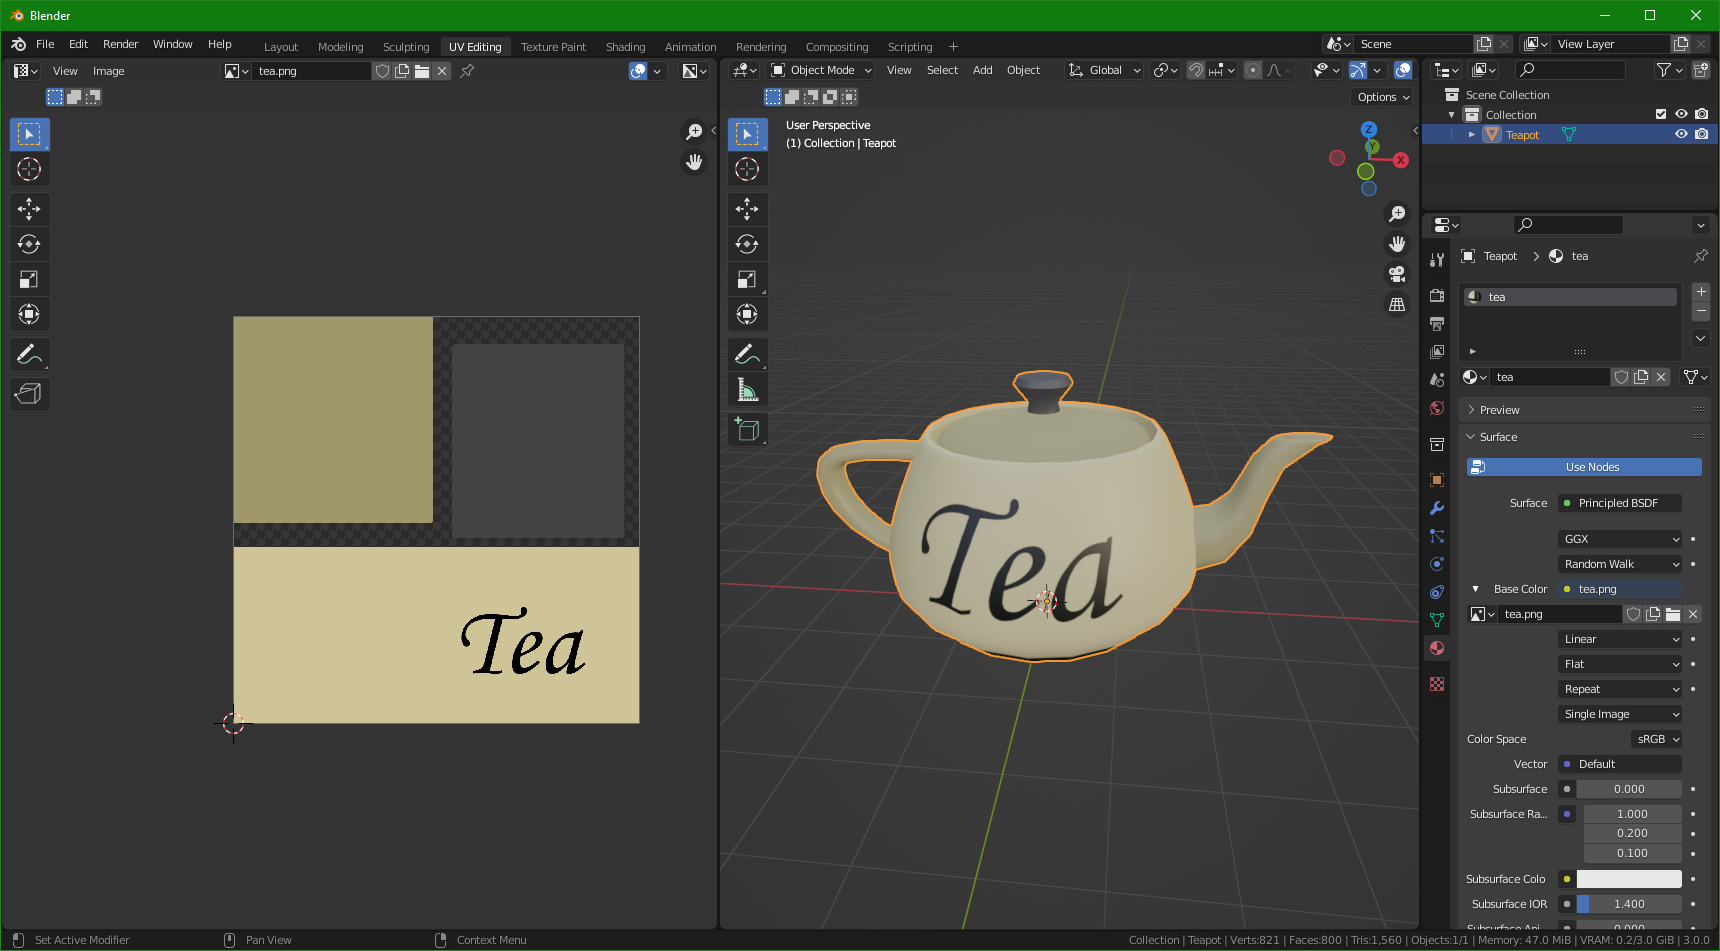 Blender
File Edit Render Window Help Layout Modeling Sculpting UV Editing Texture Paint Shading Animation Rendering Compositing Scripting + Scene View Layer
View Image tea.png
Object Mode View Select Add Object Global
Options
User Perspective
(1) Collection | Teapot
Z
Y
X
Tea
Tea
Scene Collection
Collection
Teapot
Teapot > tea
tea
tea
Preview
Surface
Use Nodes
Surface Principled BSDF
GGX
Random Walk
Base Color tea.png
tea.png
Linear
Flat
Repeat
Single Image
Color Space sRGB
Vector Default
Subsurface 0.000
Subsurface Ra... 1.000
0.200
0.100
Subsurface Colo
Subsurface IOR 1.400
Set Active Modifier Pan View Context Menu Collection | Teapot | Verts:821 | Faces:800 | Tris:1,560 | Objects:1/1 | Memory: 47.0 MiB | VRAM: 0.2/3.0 GiB | 3.0.0